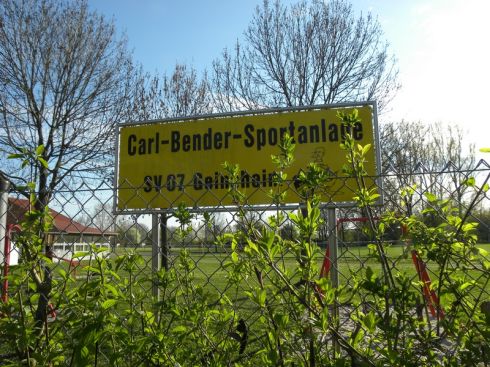 Carl-Bender-Sportanlage
SV 07 Geinsheim e.V.